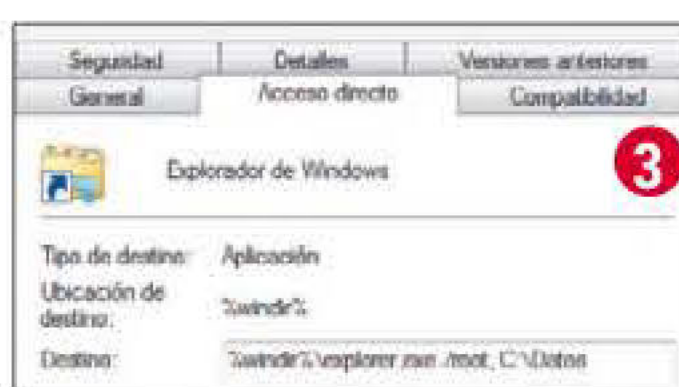 Seguridad Detalles Versiones anteriores
General Acceso directo Compatibilidad
Explorador de Windows
3
Tipo de destino: Aplicación
Ubicación de
destino: %windir%
Destino: %windir%\explorer.exe /root, C:\Datos